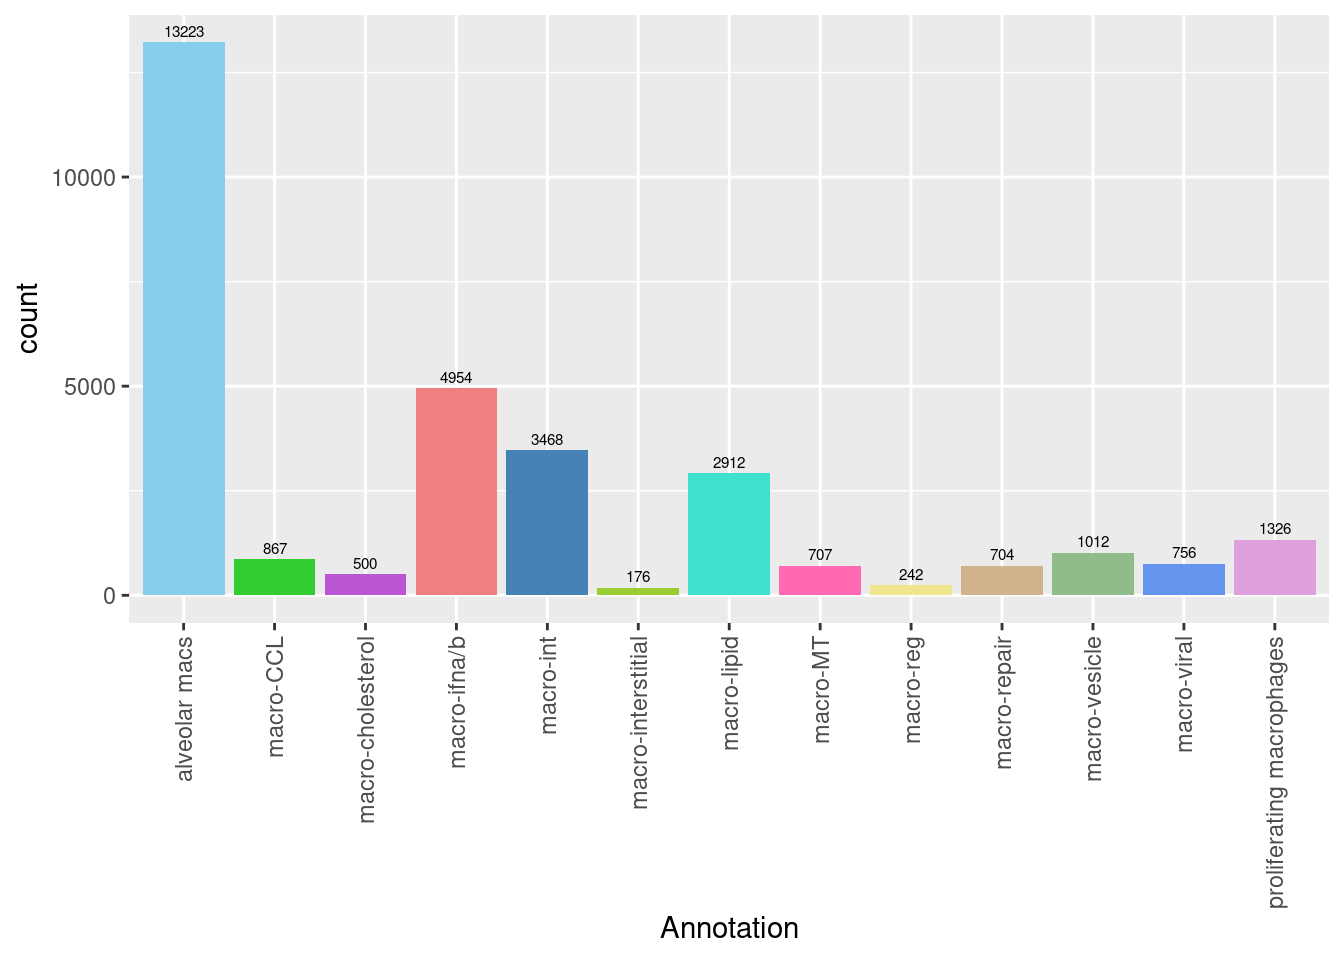 13223
10000
count
5000
4954
3468
2912
1326
1012
867
756
707
704
500
242
176
0
alveolar macs
macro-CCL
macro-cholesterol
macro-ifna/b
macro-int
macro-interstitial
macro-lipid
macro-MT
macro-reg
macro-repair
macro-vesicle
macro-viral
proliferating macrophages
Annotation